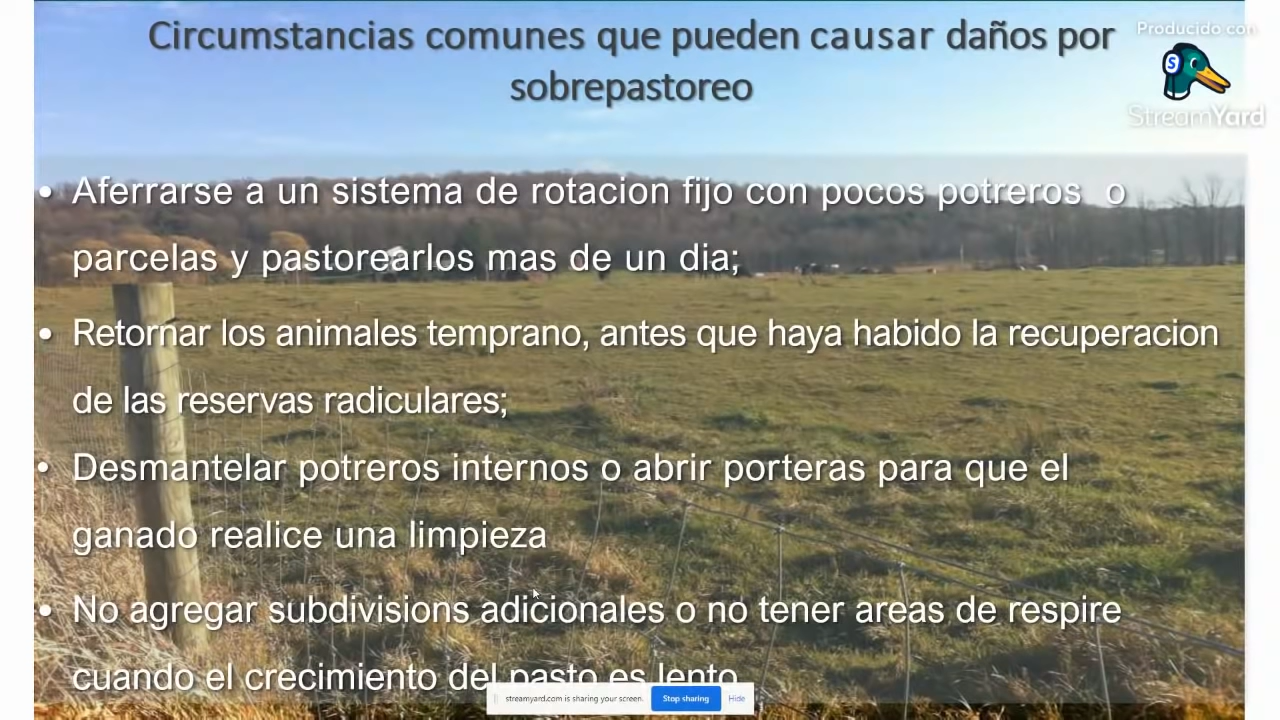 Circumstancias comunes que pueden causar daños por
sobrepastoreo
Producido con
StreamYard
• Aferrarse a un sistema de rotacion fijo con pocos potreros o
parcelas y pastorearlos mas de un dia;
• Retornar los animales temprano, antes que haya habido la recuperacion
de las reservas radiculares;
• Desmantelar potreros internos o abrir porteras para que el
ganado realice una limpieza
• No agregar subdivisions adicionales o no tener areas de respire
cuando el crecimiento del pasto es lento
streamyard.com is sharing your screen. Stop sharing Hide